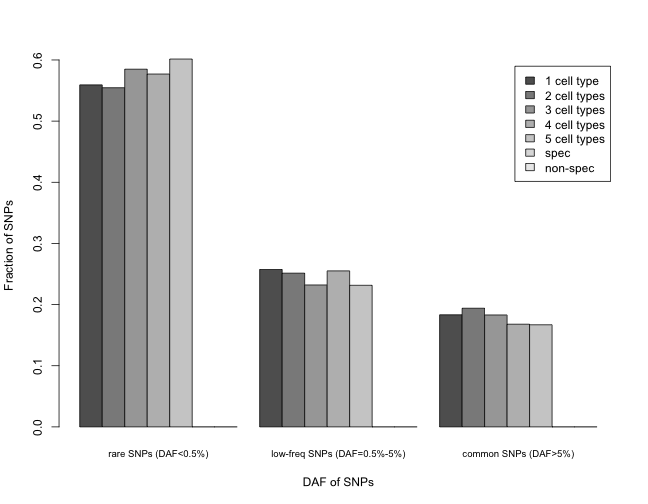 0.6
0.5
0.4
0.3
0.2
0.1
0.0
Fraction of SNPs
1 cell type
2 cell types
3 cell types
4 cell types
5 cell types
spec
non-spec
rare SNPs (DAF<0.5%)
low-freq SNPs (DAF=0.5%-5%)
common SNPs (DAF>5%)
DAF of SNPs